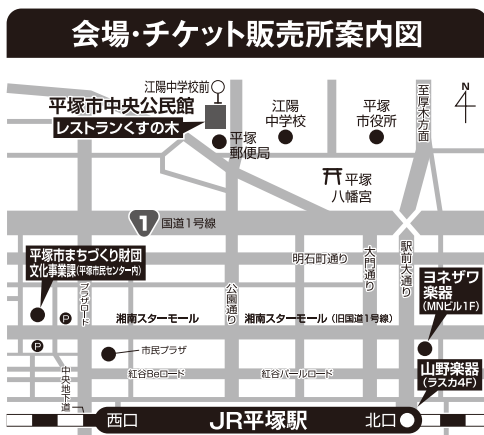 会場・チケット販売所案内図
江陽中学校前
平塚市中央公民館
レストランくすの木
平塚
郵便局
江陽
中学校
平塚
市役所
至厚木方面
N
平塚
八幡宮
1
国道1号線
平塚市まちづくり財団
文化事業課(平塚市民センター内)
明石町通り
大門通り
駅前大通り
公園通り
プラザロード
ヨネザワ
楽器
(MNビル1F)
P
湘南スターモール
湘南スターモール(旧国道1号線)
P
市民プラザ
中央地下道
紅谷Beロード
紅谷パールロード
山野楽器
(ラスカ4F)
西口
JR平塚駅
北口